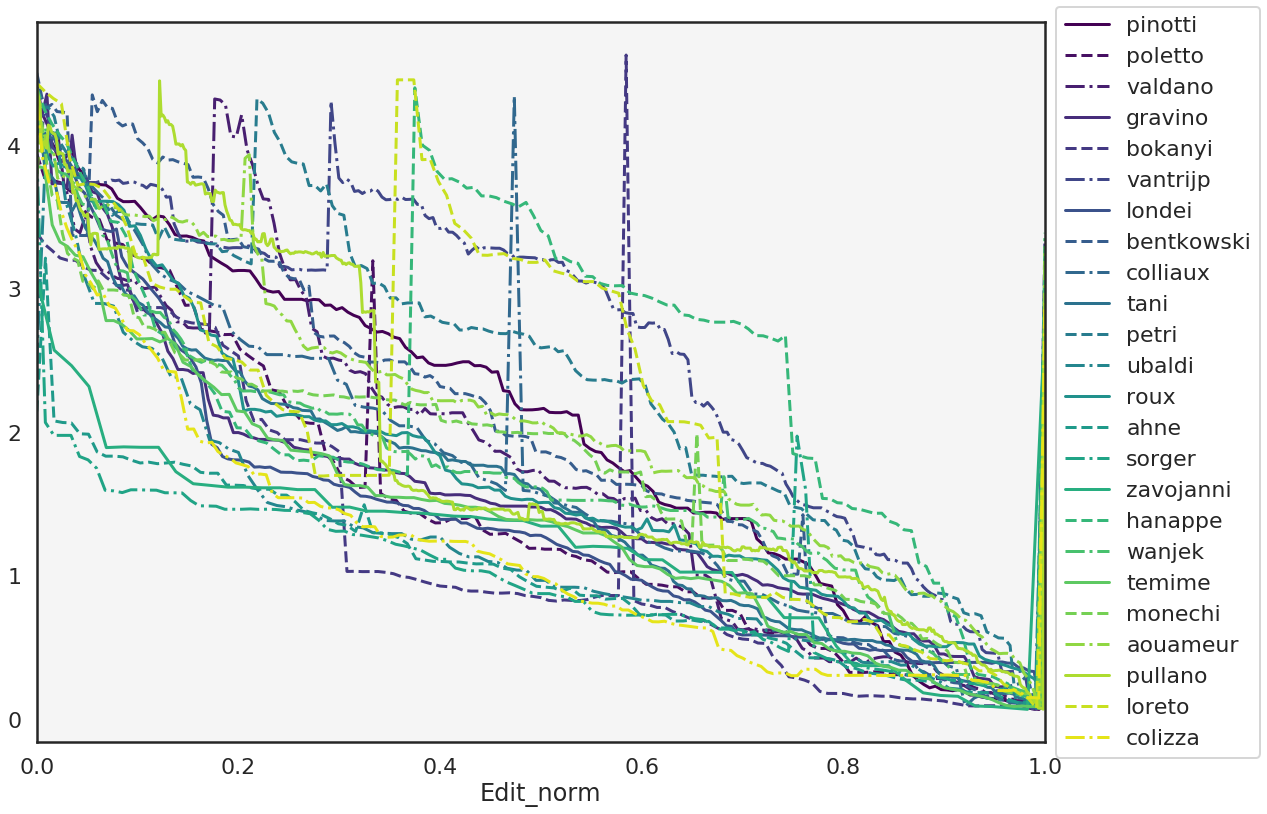 4
3
2
1
0
0.0 0.2 0.4 0.6 0.8 1.0
Edit_norm
pinotti
poletto
valdano
gravino
bokanyi
vantrijp
londei
bentkowski
colliaux
tani
petri
ubaldi
roux
ahne
sorger
zavojanni
hanappe
wanjek
temime
monechi
aouameur
pullano
loreto
colizza